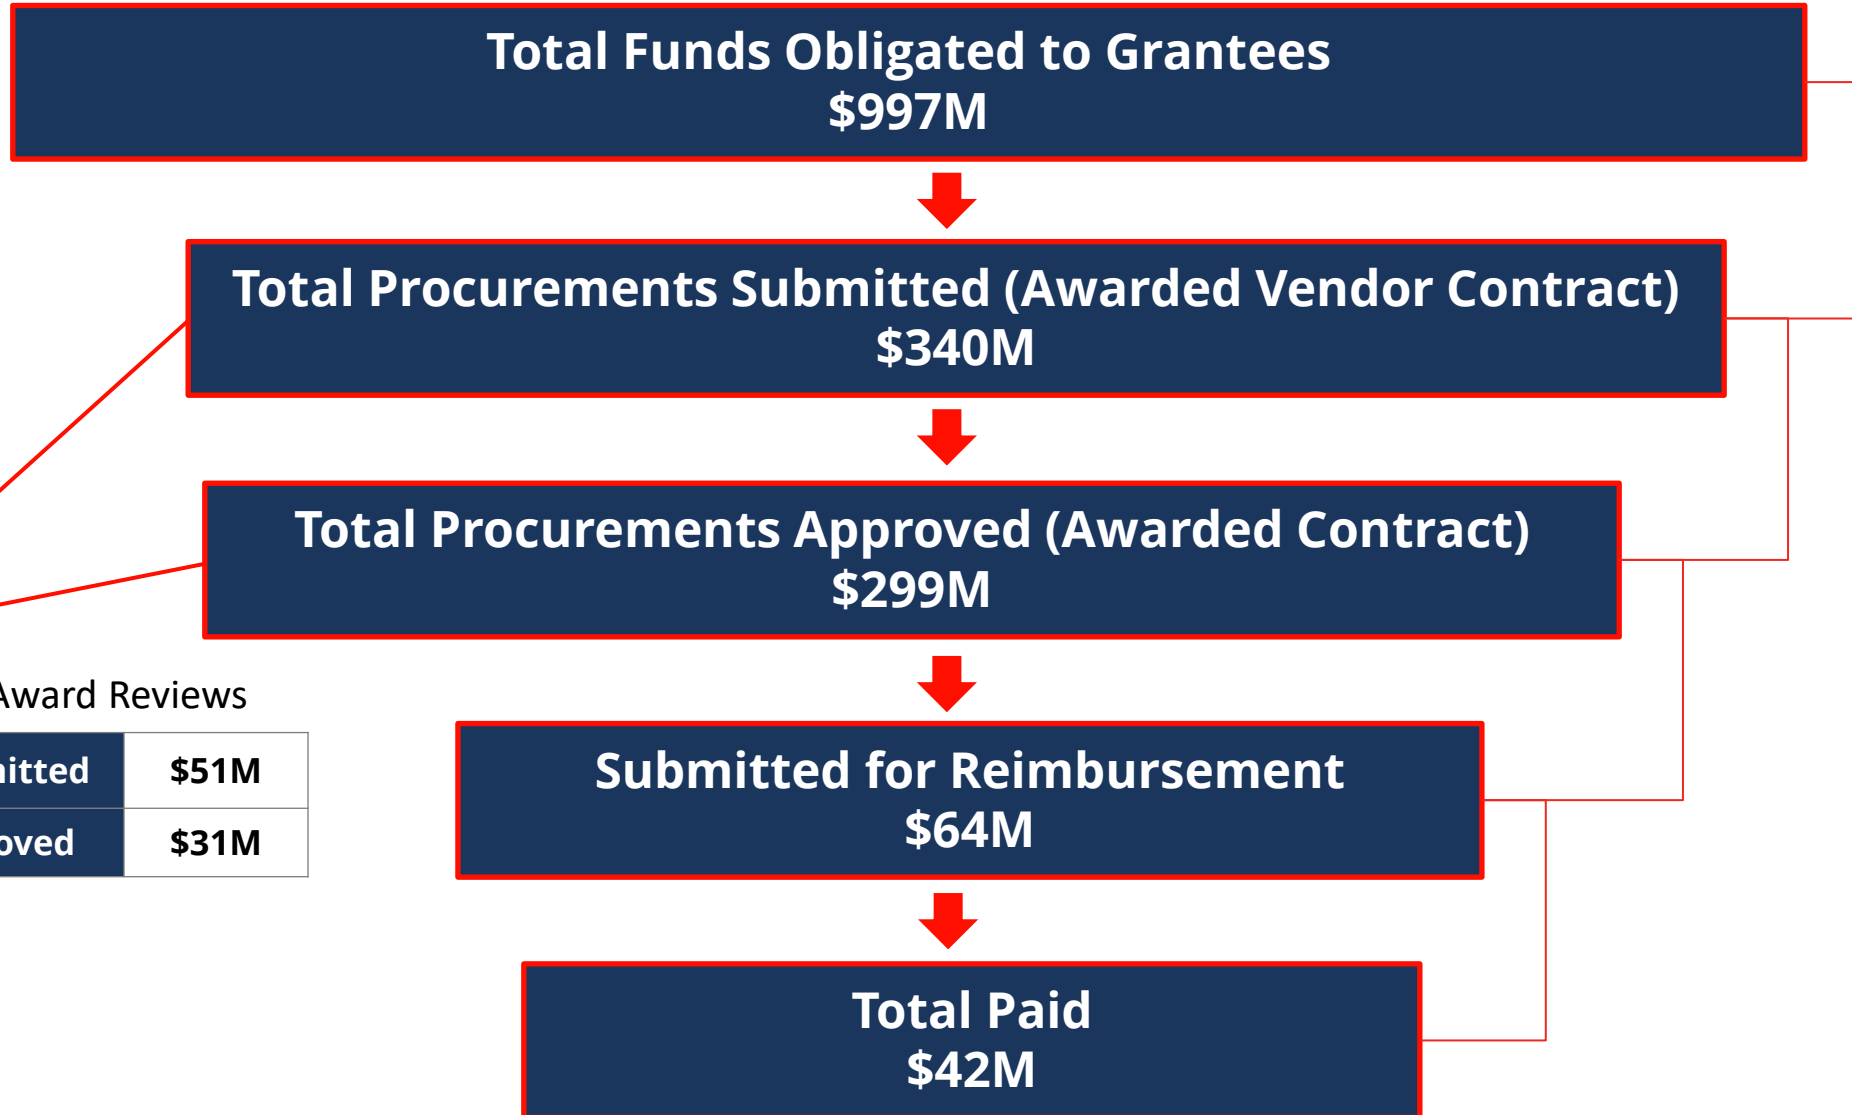 Total Funds Obligated to Grantees
$997M
Total Procurements Submitted (Awarded Vendor Contract)
$340M
Total Procurements Approved (Awarded Contract)
$299M
Award Reviews
$51M
$31M
Submitted for Reimbursement
$64M
Total Paid
$42M